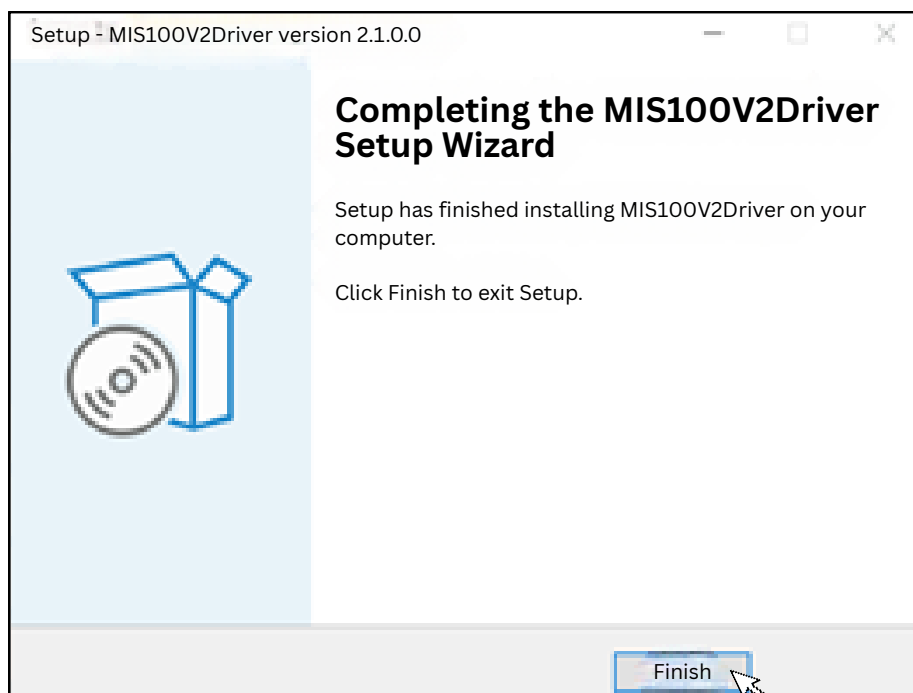 Setup - MIS100V2Driver version 2.1.0.0
Completing the MIS100V2Driver
Setup Wizard
Setup has finished installing MIS100V2Driver on your
computer.
Click Finish to exit Setup.
Finish